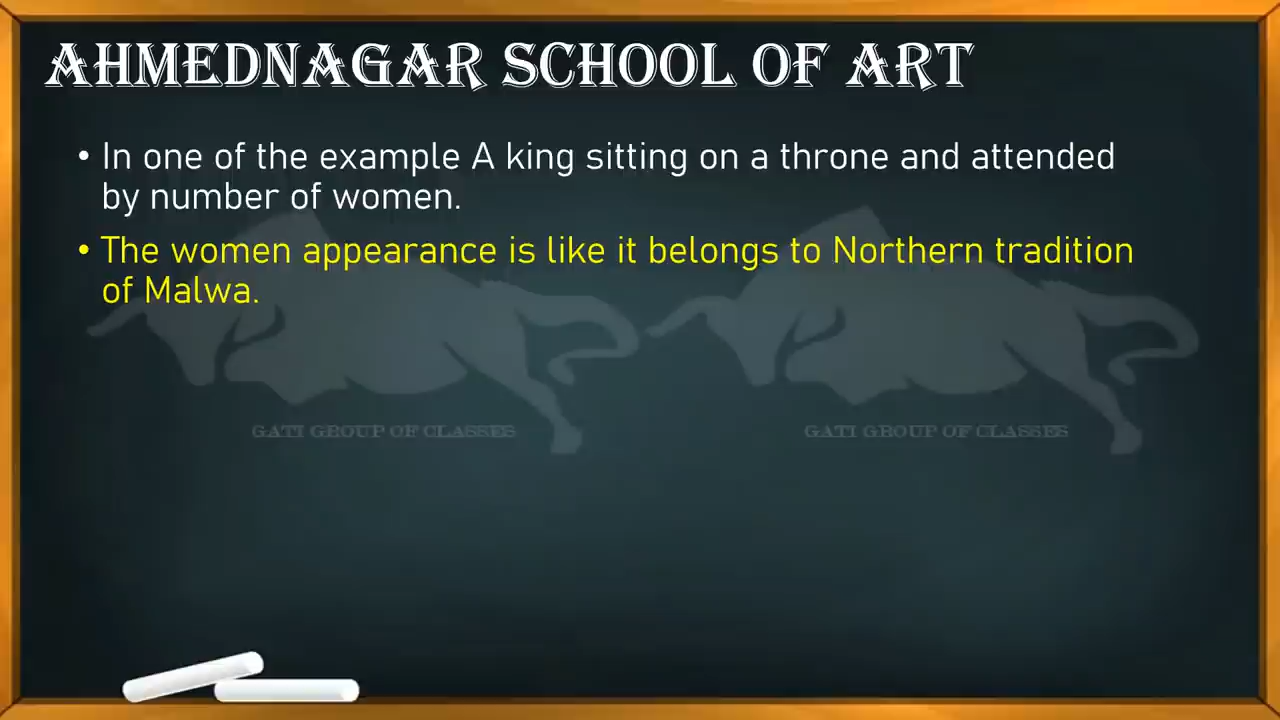 AHMEDNAGAR SCHOOL OF ART
• In one of the example A king sitting on a throne and attended
by number of women.
• The women appearance is like it belongs to Northern tradition
of Malwa.
GATI GROUP OF CLASSES GATI GROUP OF CLASSES